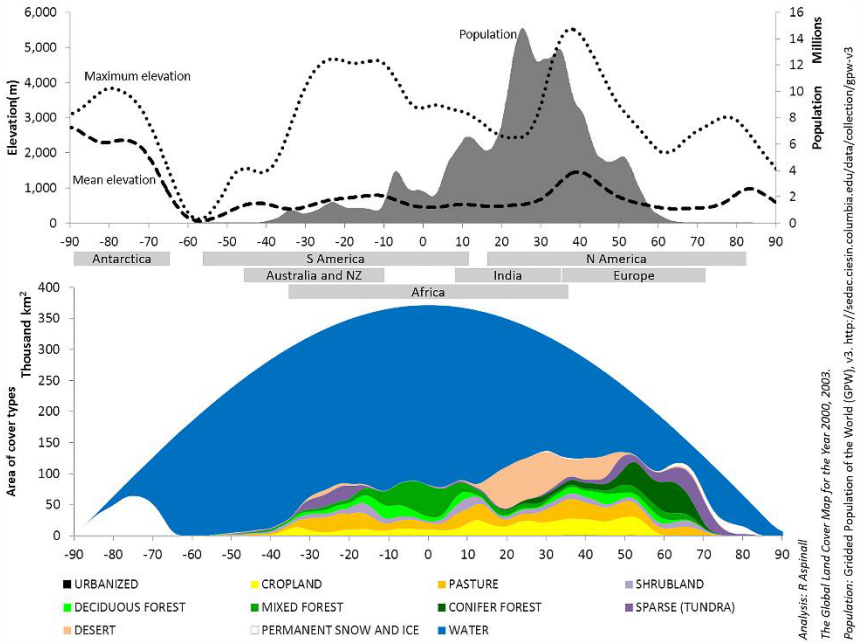 6,000
5,000
4,000
3,000
2,000
1,000
0
Elevation(m)
Population
Maximum elevation
Mean elevation
16
14
12
10
8
6
4
2
0
Population Millions
-90 -80 -70 -60 -50 -40 -30 -20 -10 0 10 20 30 40 50 60 70 80 90
Antarctica S America N America
Australia and NZ India Europe
Africa
400
350
300
250
200
150
100
50
0
Area of cover types
Thousand km2
-90 -80 -70 -60 -50 -40 -30 -20 -10 0 10 20 30 40 50 60 70 80 90
URBANIZED CROPLAND PASTURE SHRUBLAND
DECIDUOUS FOREST MIXED FOREST CONIFER FOREST SPARSE (TUNDRA)
DESERT PERMANENT SNOW AND ICE WATER
Analysis: R Aspinall
The Global Land Cover Map for the Year 2000, 2003.
Population: Gridded Population of the World (GPW), v3. http://sedac.ciesin.columbia.edu/data/collection/gpw-v3